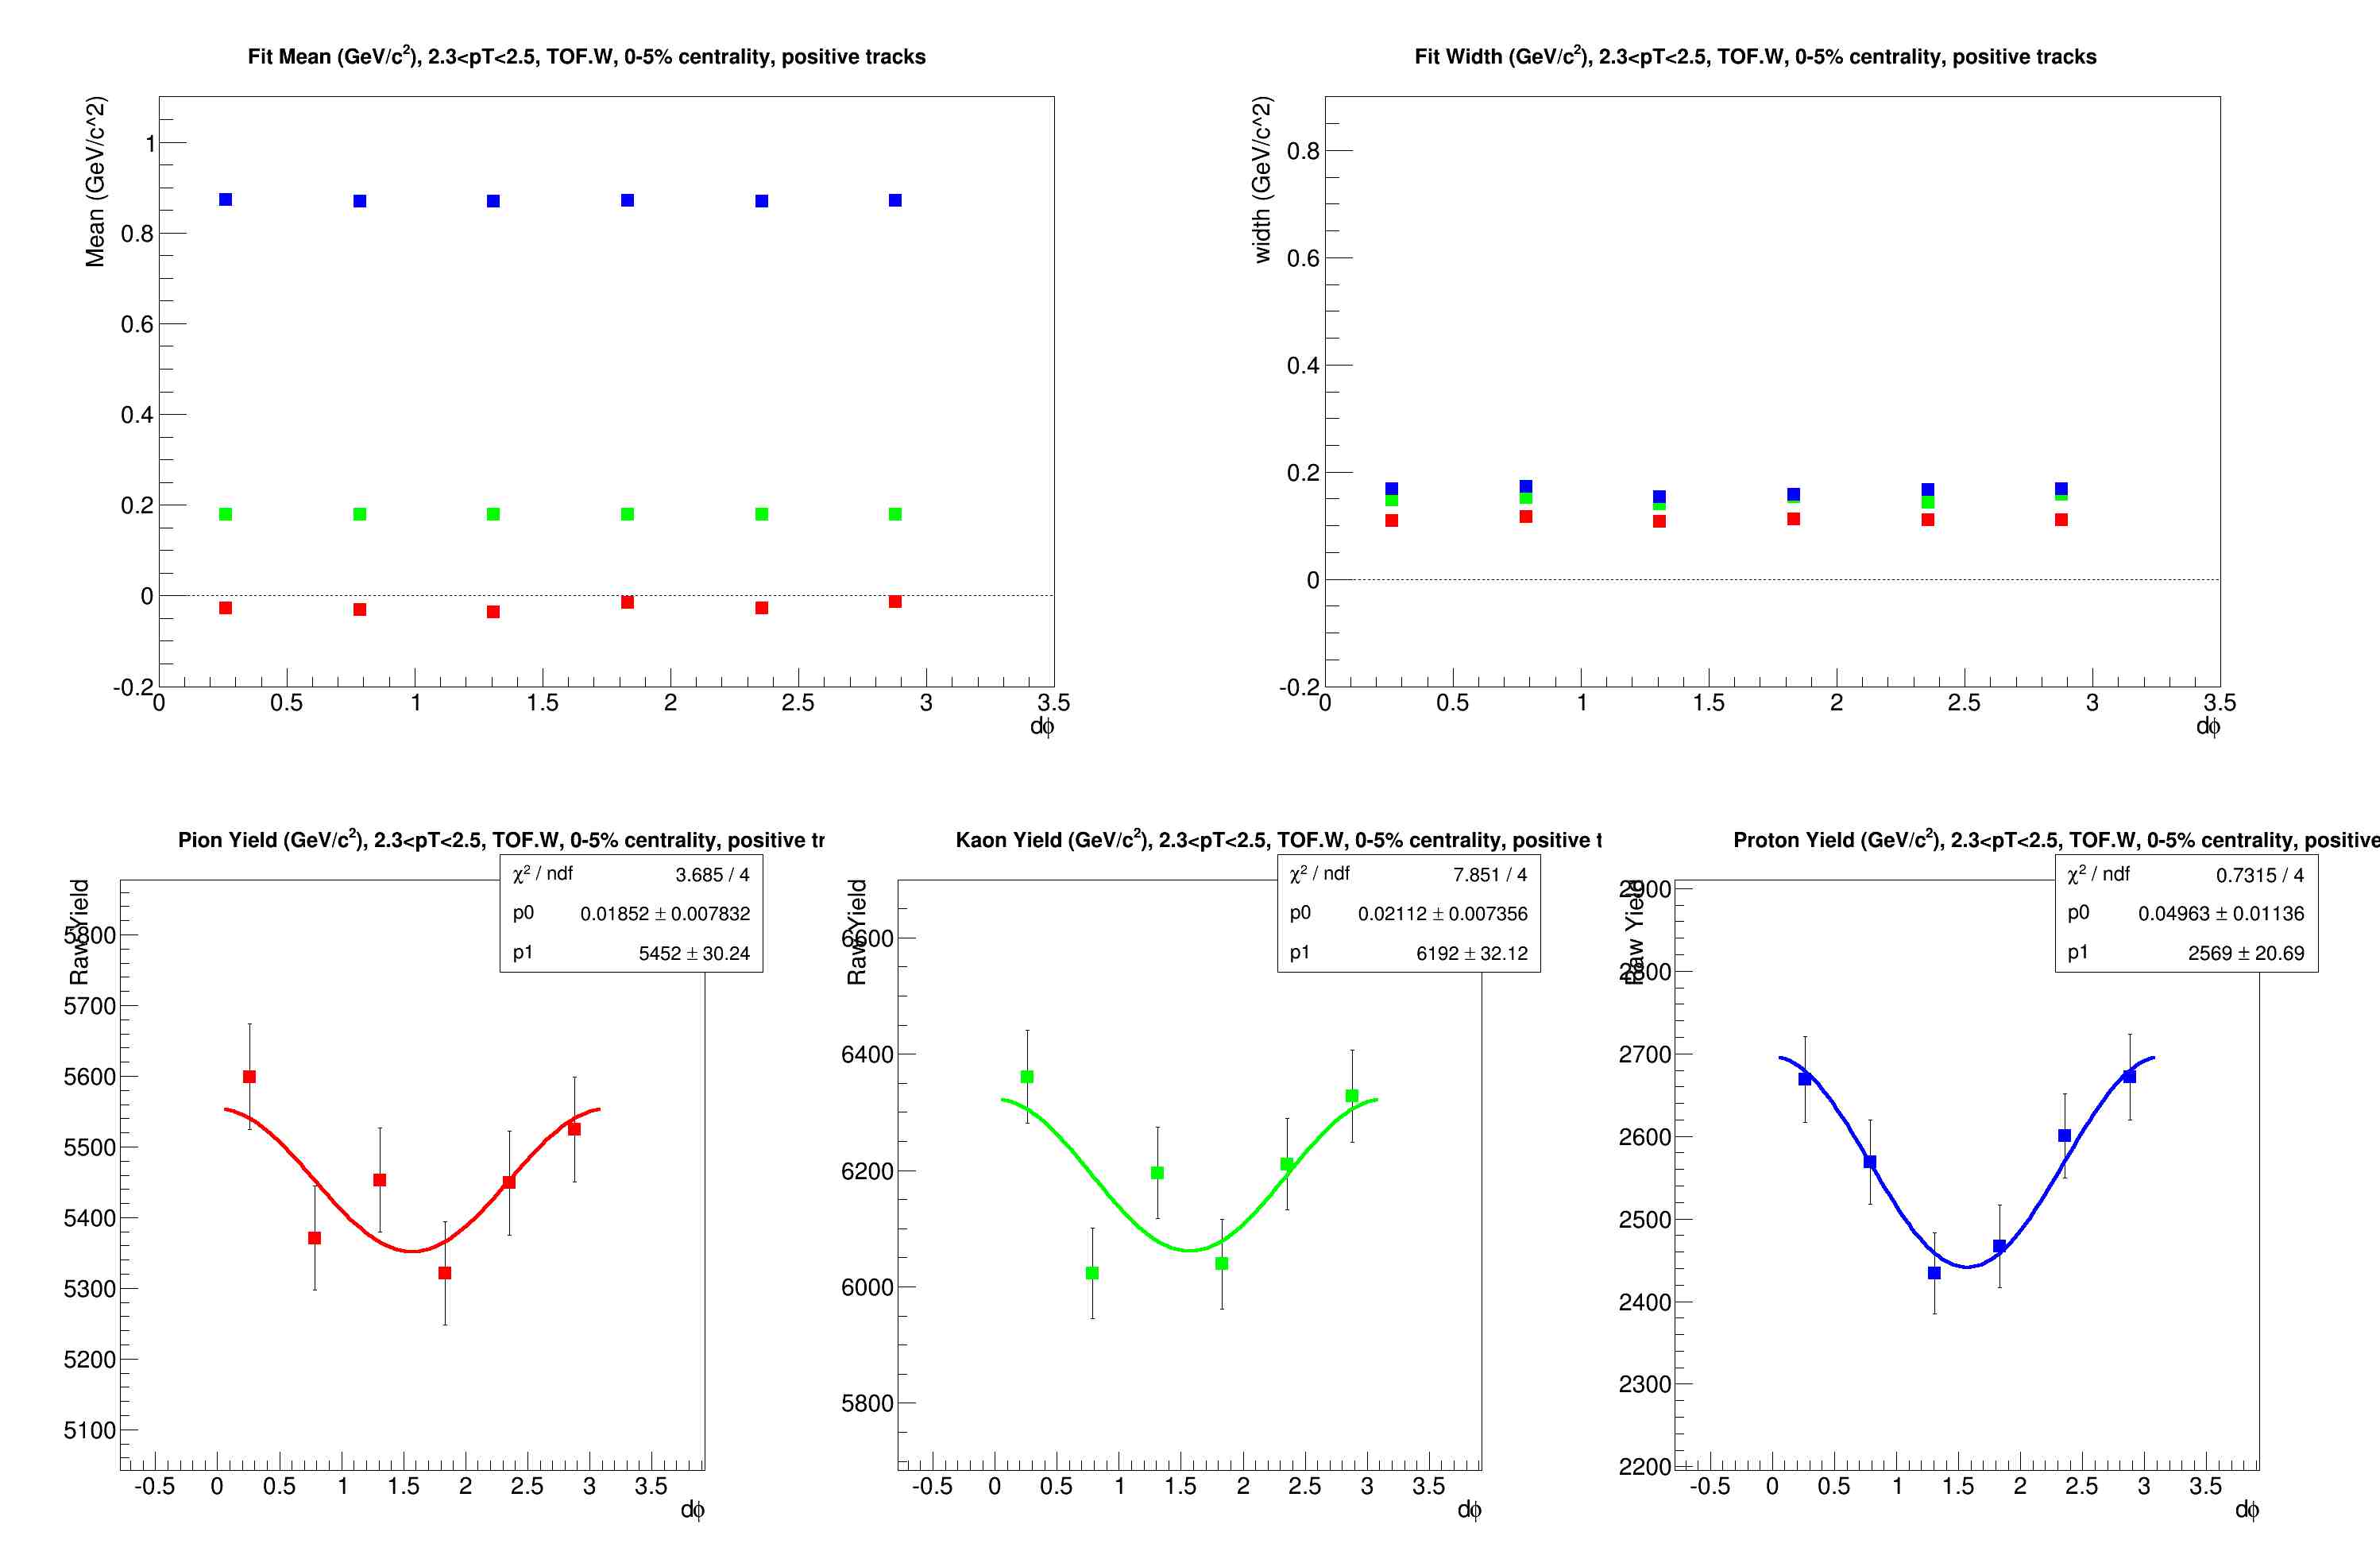 Fit Mean (GeV/c²), 2.3<pT<2.5, TOF.W, 0-5% centrality, positive tracks
Mean (GeV/c^2)
1
0.8
0.6
0.4
0.2
0
-0.2
0 0.5 1 1.5 2 2.5 3 3.5
dϕ
Fit Width (GeV/c²), 2.3<pT<2.5, TOF.W, 0-5% centrality, positive tracks
width (GeV/c^2)
0.8
0.6
0.4
0.2
0
-0.2
0 0.5 1 1.5 2 2.5 3 3.5
dϕ
Pion Yield (GeV/c²), 2.3<pT<2.5, TOF.W, 0-5% centrality, positive tr
χ² / ndf 3.685 / 4
p0 0.01852 ± 0.007832
p1 5452 ± 30.24
Raw Yield
5800
5700
5600
5500
5400
5300
5200
5100
-0.5 0 0.5 1 1.5 2 2.5 3 3.5
dϕ
Kaon Yield (GeV/c²), 2.3<pT<2.5, TOF.W, 0-5% centrality, positive t
χ² / ndf 7.851 / 4
p0 0.02112 ± 0.007356
p1 6192 ± 32.12
Raw Yield
6600
6400
6200
6000
5800
-0.5 0 0.5 1 1.5 2 2.5 3 3.5
dϕ
Proton Yield (GeV/c²), 2.3<pT<2.5, TOF.W, 0-5% centrality, positive
χ² / ndf 0.7315 / 4
p0 0.04963 ± 0.01136
p1 2569 ± 20.69
Raw Yield
2900
2800
2700
2600
2500
2400
2300
2200
-0.5 0 0.5 1 1.5 2 2.5 3 3.5
dϕ